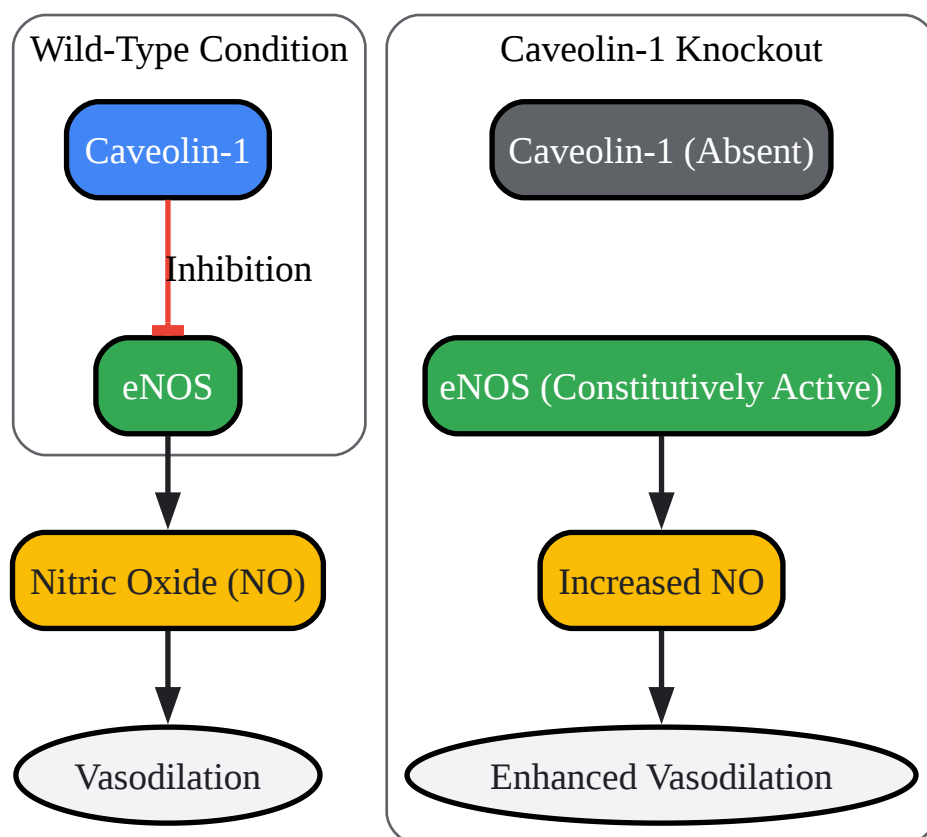 Wild-Type Condition
Caveolin-1
Inhibition
eNOS
Nitric Oxide (NO)
Vasodilation
Caveolin-1 Knockout
Caveolin-1 (Absent)
eNOS (Constitutively Active)
Increased NO
Enhanced Vasodilation